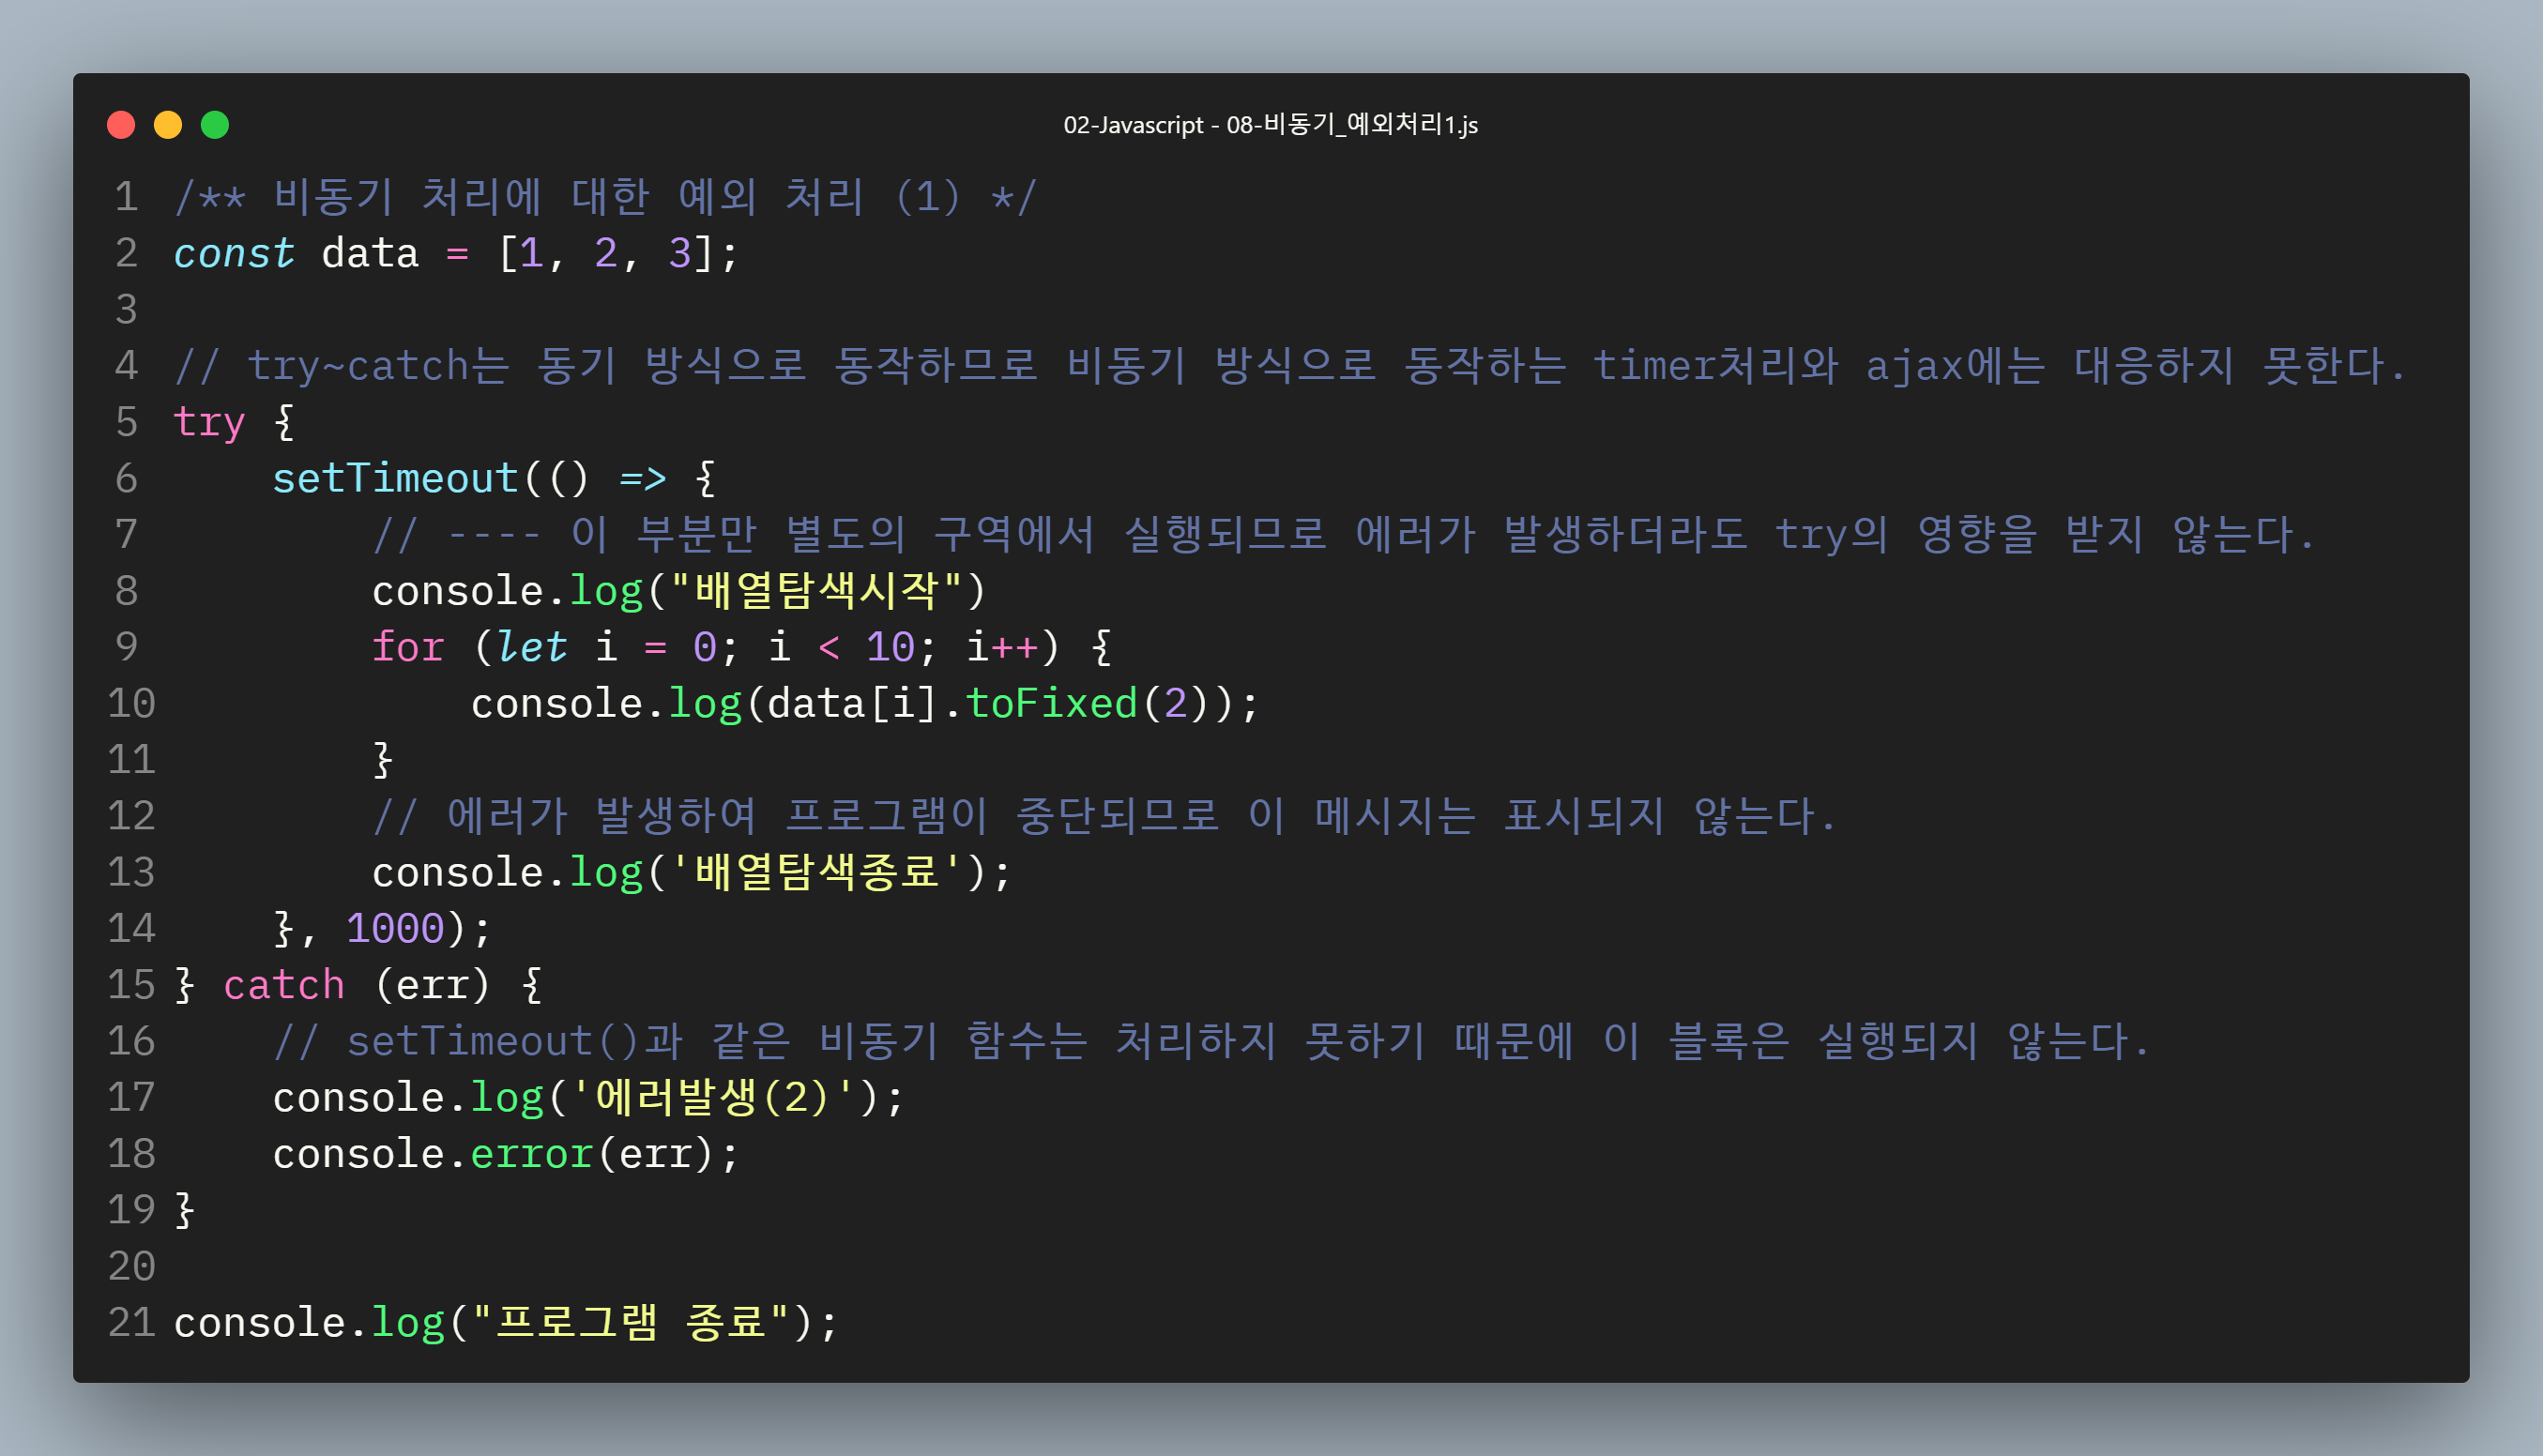 02-Javascript - 08-비동기_예외처리1.js
1 /** 비동기 처리에 대한 예외 처리 (1) */
2 const data = [1, 2, 3];
3
4 // try~catch는 동기 방식으로 동작하므로 비동기 방식으로 동작하는 timer처리와 ajax에는 대응하지 못한다.
5 try {
6     setTimeout(() => {
7         // ---- 이 부분만 별도의 구역에서 실행되므로 에러가 발생하더라도 try의 영향을 받지 않는다.
8         console.log("배열탐색시작")
9         for (let i = 0; i < 10; i++) {
10             console.log(data[i].toFixed(2));
11         }
12         // 에러가 발생하여 프로그램이 중단되므로 이 메시지는 표시되지 않는다.
13         console.log('배열탐색종료');
14     }, 1000);
15 } catch (err) {
16     // setTimeout()과 같은 비동기 함수는 처리하지 못하기 때문에 이 블록은 실행되지 않는다.
17     console.log('에러발생(2)');
18     console.error(err);
19 }
20
21 console.log("프로그램 종료");